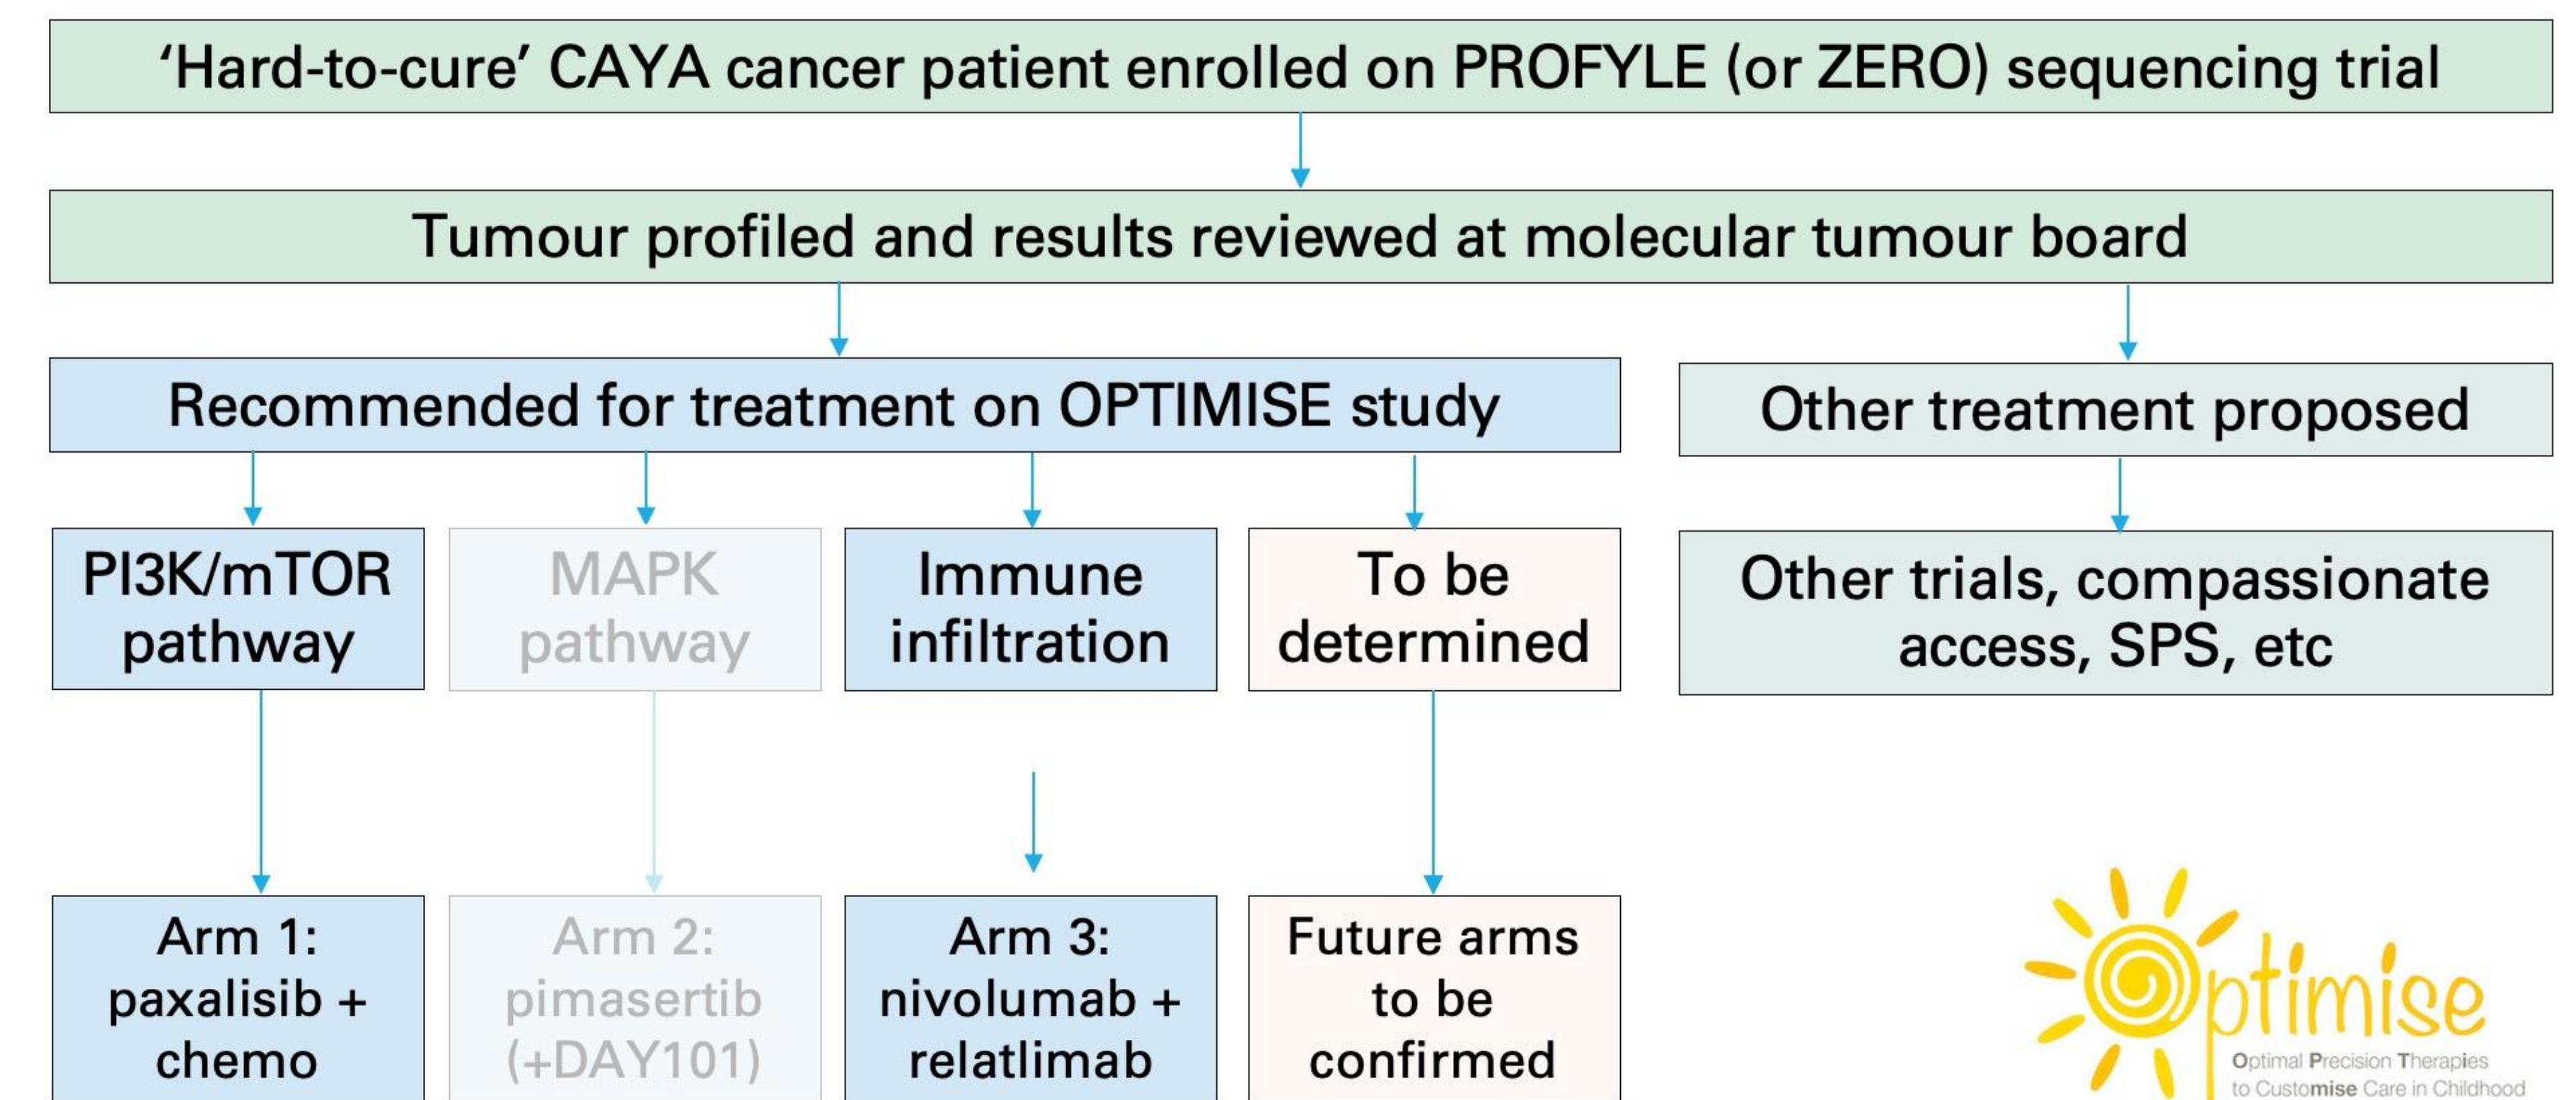 ‘Hard-to-cure’ CAYA cancer patient enrolled on PROFYLE (or ZERO) sequencing trial
Tumour profiled and results reviewed at molecular tumour board
Recommended for treatment on OPTIMISE study
Other treatment proposed
PI3K/mTOR
pathway
MAPK
pathway
Immune
infiltration
To be
determined
Other trials, compassionate
access, SPS, etc
Arm 1:
paxalisib +
chemo
Arm 2:
pimasertib
(+DAY101)
Arm 3:
nivolumab +
relatlimab
Future arms
to be
confirmed
Optimise
Optimal Precision Therapies
to Customise Care in Childhood